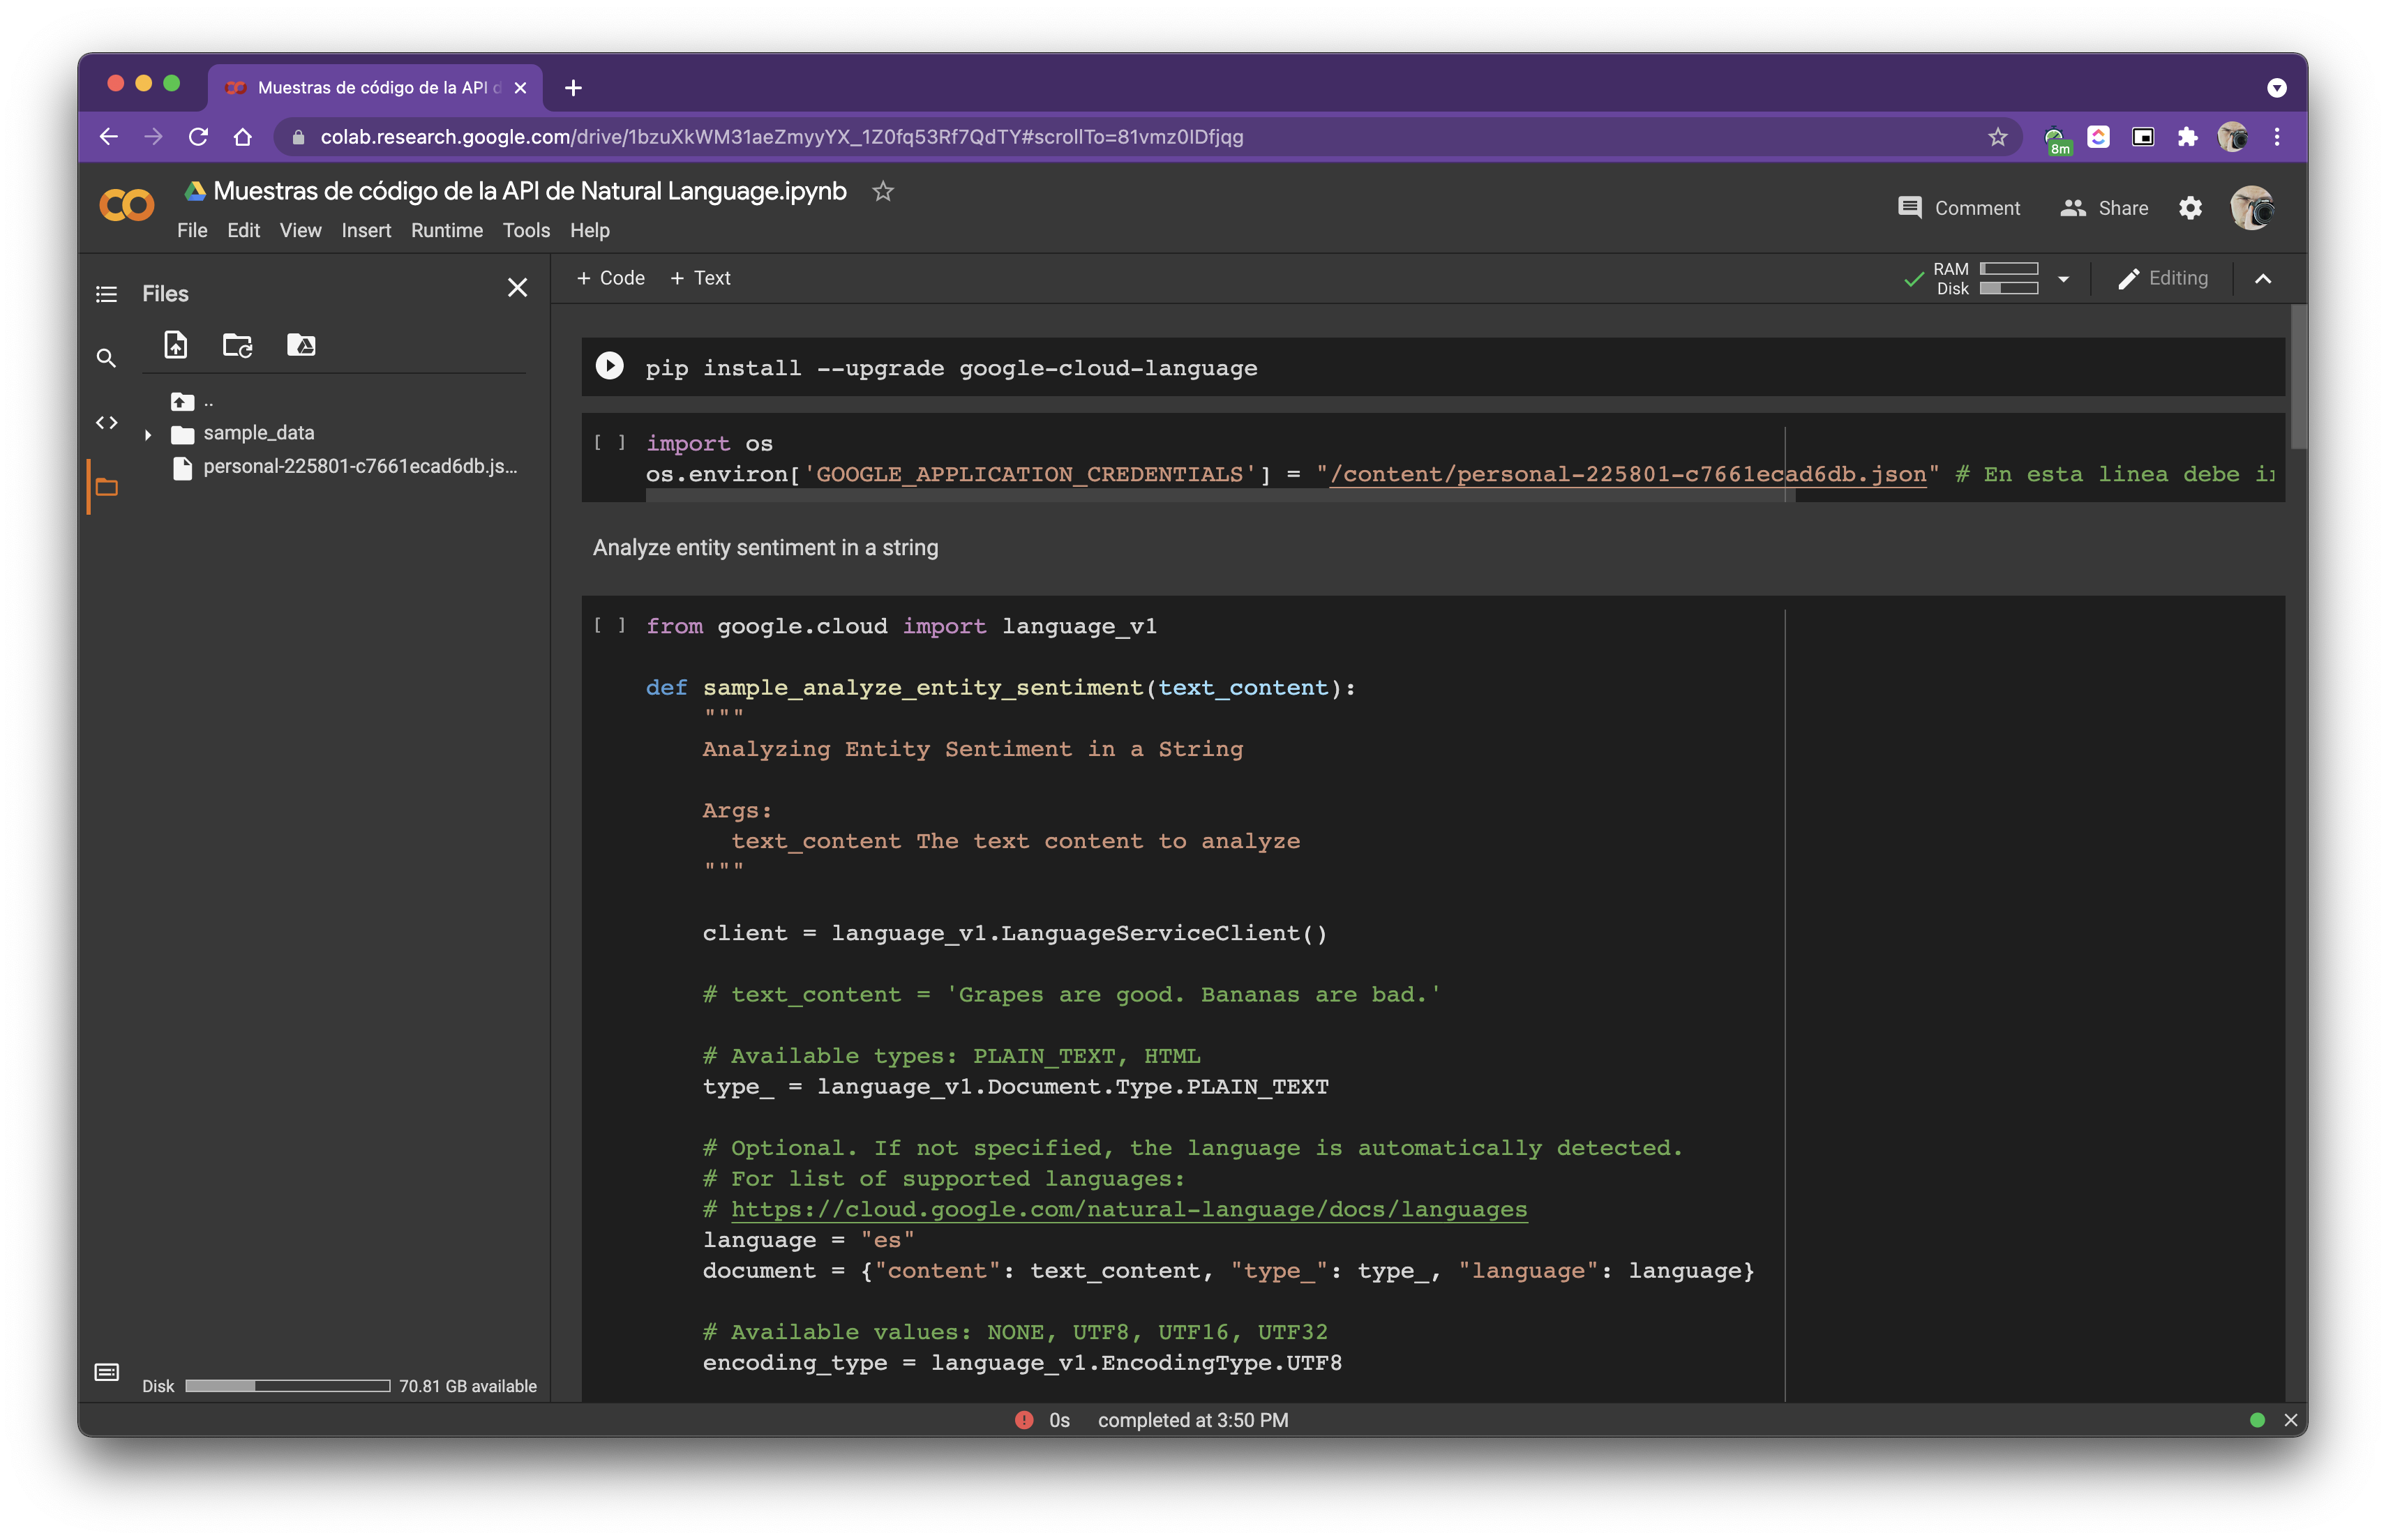 Muestras de código de la API d
colab.research.google.com/drive/1bzuXkWM31aeZmyyYX_1Z0fq53Rf7QdTY#scrollTo=81vmz0IDfjqg
8m
Muestras de código de la API de Natural Language.ipynb
File Edit View Insert Runtime Tools Help
Comment Share
Files
+ Code + Text
RAM
Disk
Editing
..
sample_data
personal-225801-c7661ecad6db.js...
pip install --upgrade google-cloud-language
[ ] import os
os.environ['GOOGLE_APPLICATION_CREDENTIALS'] = "/content/personal-225801-c7661ecad6db.json" # En esta linea debe i
Analyze entity sentiment in a string
[ ] from google.cloud import language_v1
def sample_analyze_entity_sentiment(text_content):
"""
Analyzing Entity Sentiment in a String
Args:
text_content The text content to analyze
"""
client = language_v1.LanguageServiceClient()
# text_content = 'Grapes are good. Bananas are bad.'
# Available types: PLAIN_TEXT, HTML
type_ = language_v1.Document.Type.PLAIN_TEXT
# Optional. If not specified, the language is automatically detected.
# For list of supported languages:
# https://cloud.google.com/natural-language/docs/languages
language = "es"
document = {"content": text_content, "type_": type_, "language": language}
# Available values: NONE, UTF8, UTF16, UTF32
encoding_type = language_v1.EncodingType.UTF8
Disk 70.81 GB available
0s completed at 3:50 PM